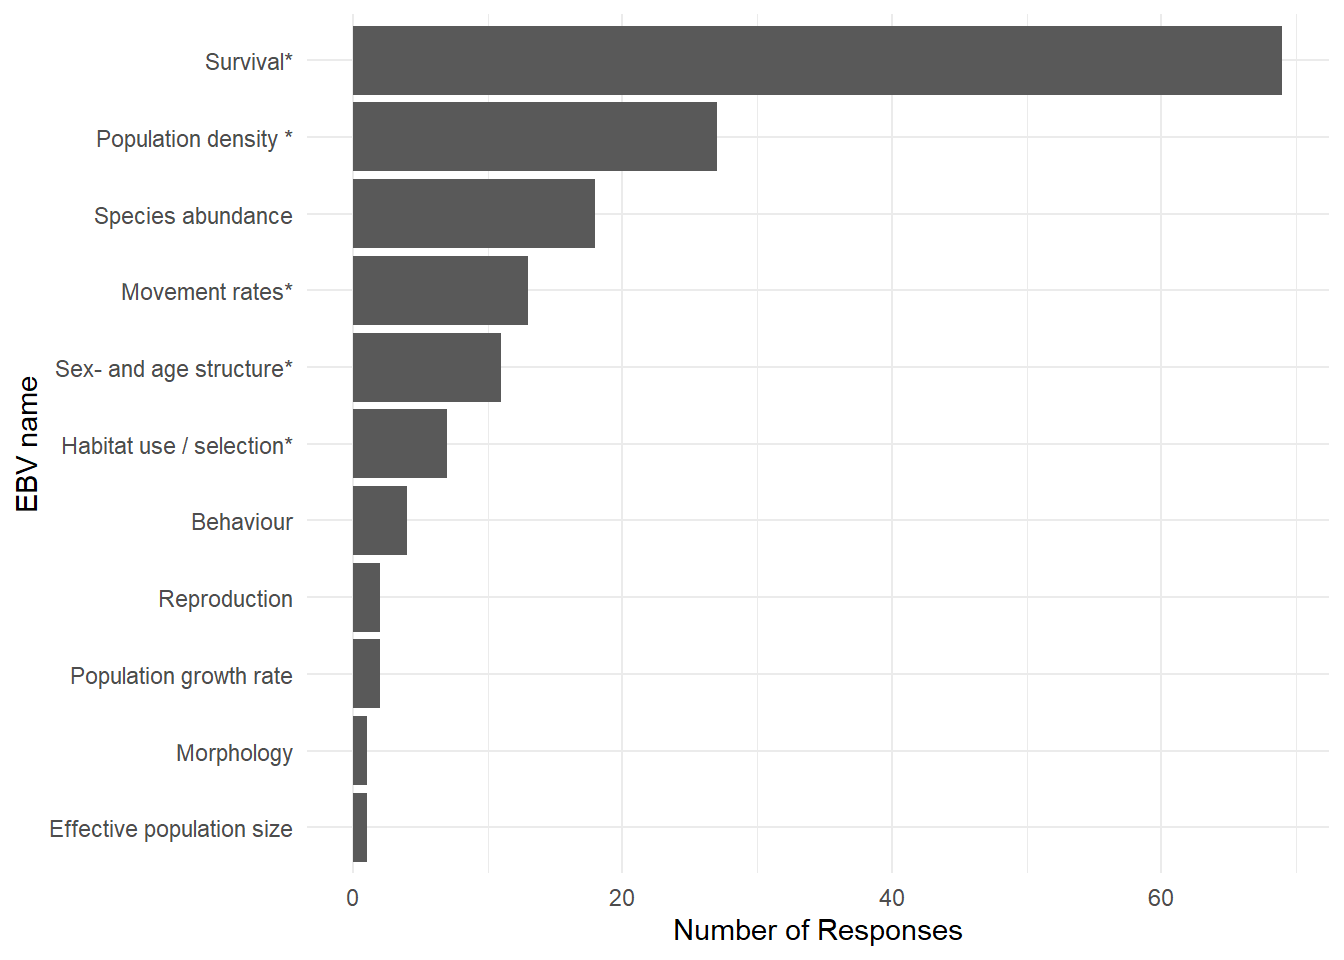 Survival*
Population density *
Species abundance
Movement rates*
Sex- and age structure*
Habitat use / selection*
Behaviour
Reproduction
Population growth rate
Morphology
Effective population size
EBV name
0 20 40 60
Number of Responses